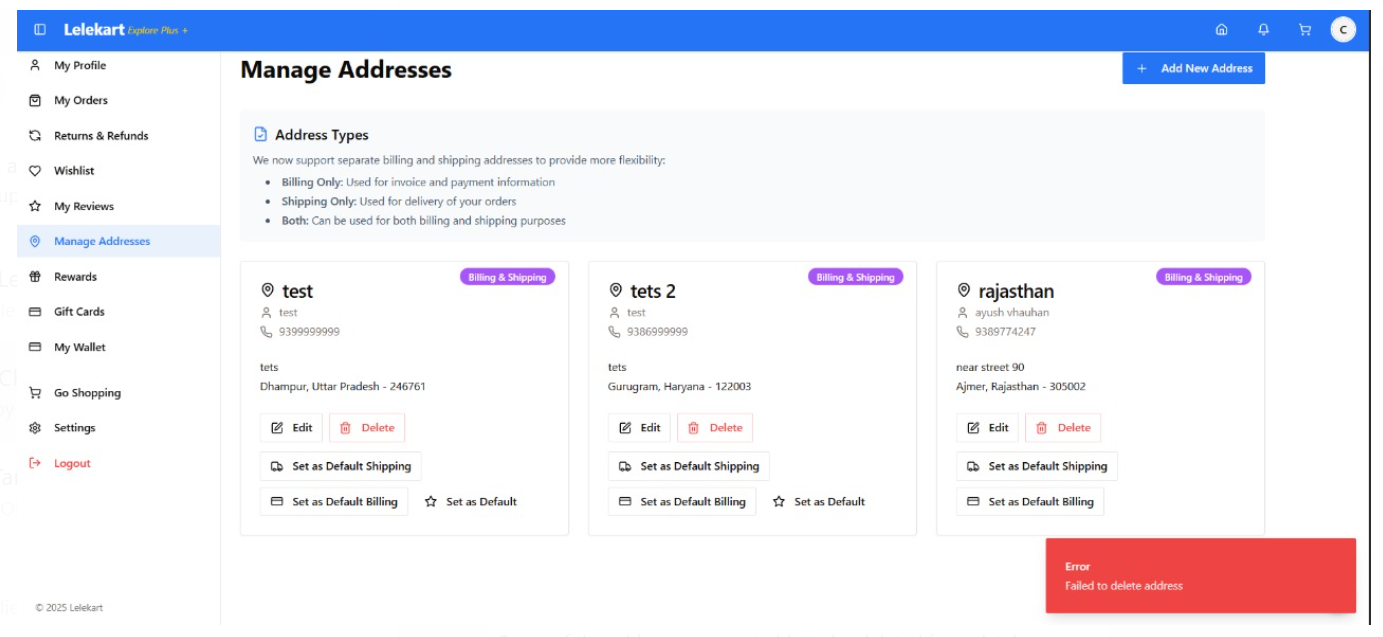 Lelekart Explore Plus +
C
My Profile
My Orders
Returns & Refunds
Wishlist
My Reviews
Manage Addresses
Rewards
Gift Cards
My Wallet
Go Shopping
Settings
Logout
© 2025 Lelekart
Manage Addresses
+ Add New Address
Address Types
We now support separate billing and shipping addresses to provide more flexibility:
• Billing Only: Used for invoice and payment information
• Shipping Only: Used for delivery of your orders
• Both: Can be used for both billing and shipping purposes
Billing & Shipping
test
test
9399999999
tets
Dhampur, Uttar Pradesh - 246761
Edit Delete
Set as Default Shipping
Set as Default Billing Set as Default
Billing & Shipping
tets 2
test
9386999999
tets
Gurugram, Haryana - 122003
Edit Delete
Set as Default Shipping
Set as Default Billing Set as Default
Billing & Shipping
rajasthan
ayush vhauhan
9389774247
near street 90
Ajmer, Rajasthan - 305002
Edit Delete
Set as Default Shipping
Set as Default Billing
Error
Failed to delete address